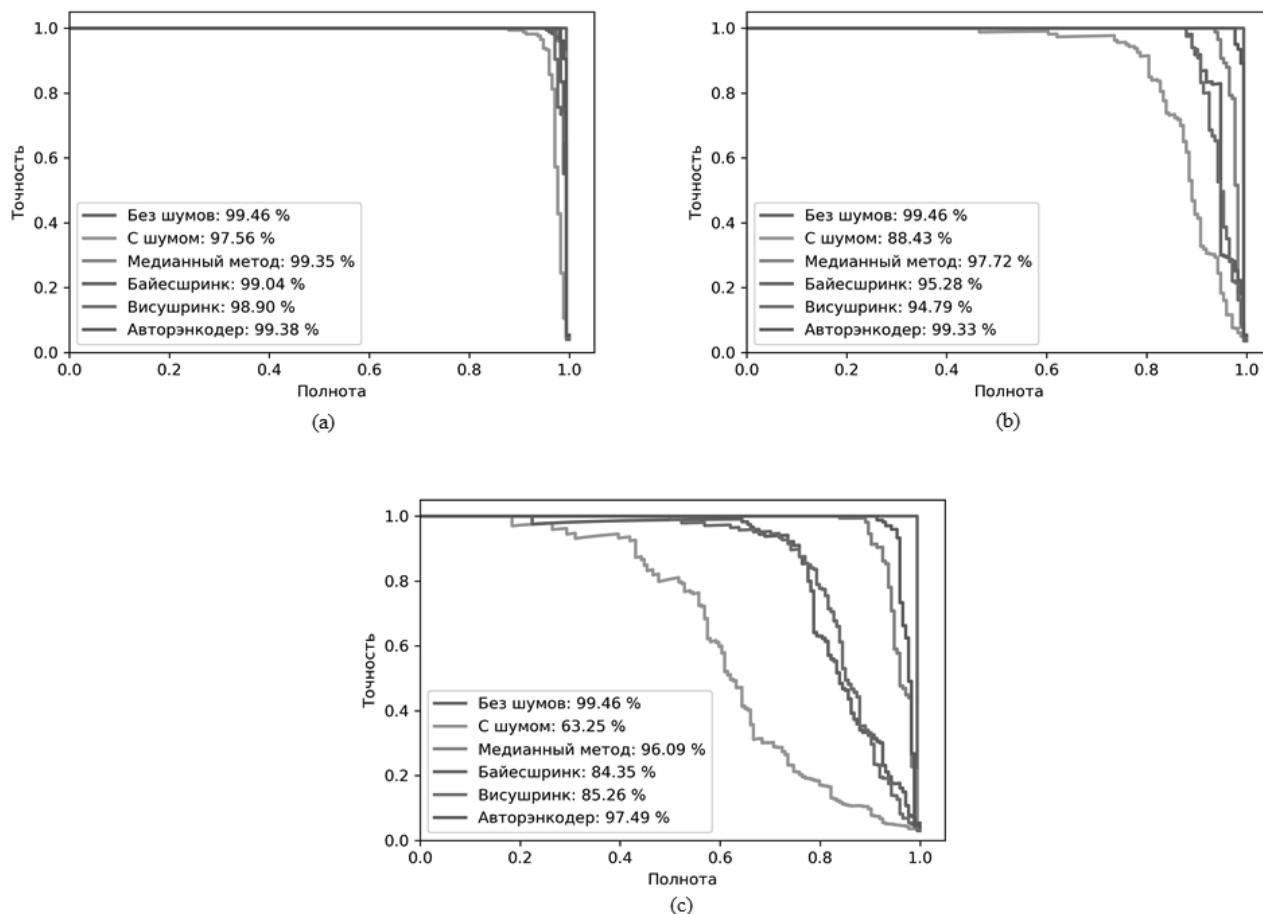 1.0
0.8
0.6
0.4
0.2
0.0
Точность
Без шумов: 99.46 %
С шумом: 97.56 %
Медианный метод: 99.35 %
Байесшринк: 99.04 %
Висушринк: 98.90 %
Авторэнкодер: 99.38 %
0.0 0.2 0.4 0.6 0.8 1.0
Полнота
(a)
1.0
0.8
0.6
0.4
0.2
0.0
Точность
Без шумов: 99.46 %
С шумом: 88.43 %
Медианный метод: 97.72 %
Байесшринк: 95.28 %
Висушринк: 94.79 %
Авторэнкодер: 99.33 %
0.0 0.2 0.4 0.6 0.8 1.0
Полнота
(b)
1.0
0.8
0.6
0.4
0.2
0.0
Точность
Без шумов: 99.46 %
С шумом: 63.25 %
Медианный метод: 96.09 %
Байесшринк: 84.35 %
Висушринк: 85.26 %
Авторэнкодер: 97.49 %
0.0 0.2 0.4 0.6 0.8 1.0
Полнота
(c)